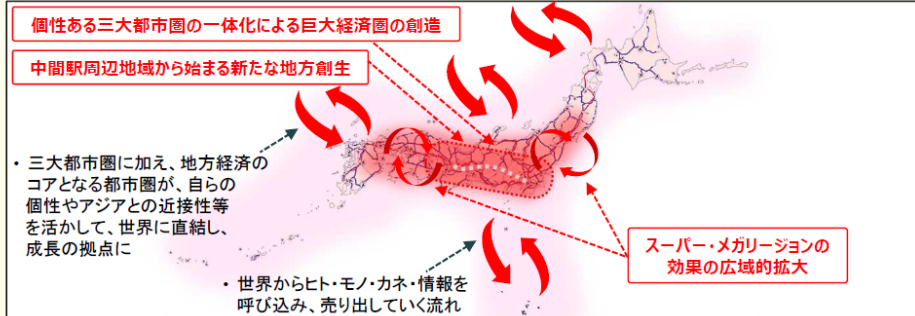 個性ある三大都市圏の一体化による巨大経済圏の創造
中間駅周辺地域から始まる新たな地方創生
・ 三大都市圏に加え、地方経済の
コアとなる都市圏が、自らの
個性やアジアとの近接性等
を活かして、世界に直結し、
成長の拠点に
・ 世界からヒト・モノ・カネ・情報を
呼び込み、売り出していく流れ
スーパー・メガリージョンの
効果の広域的拡大